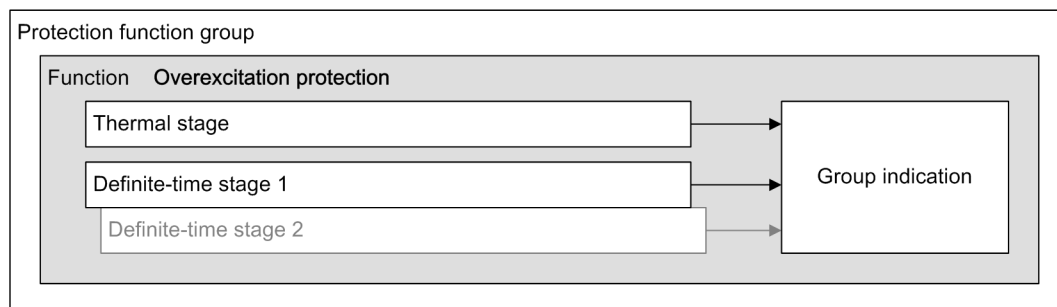 Protection function group
Function Overexcitation protection
Thermal stage
Definite-time stage 1
Definite-time stage 2
Group indication